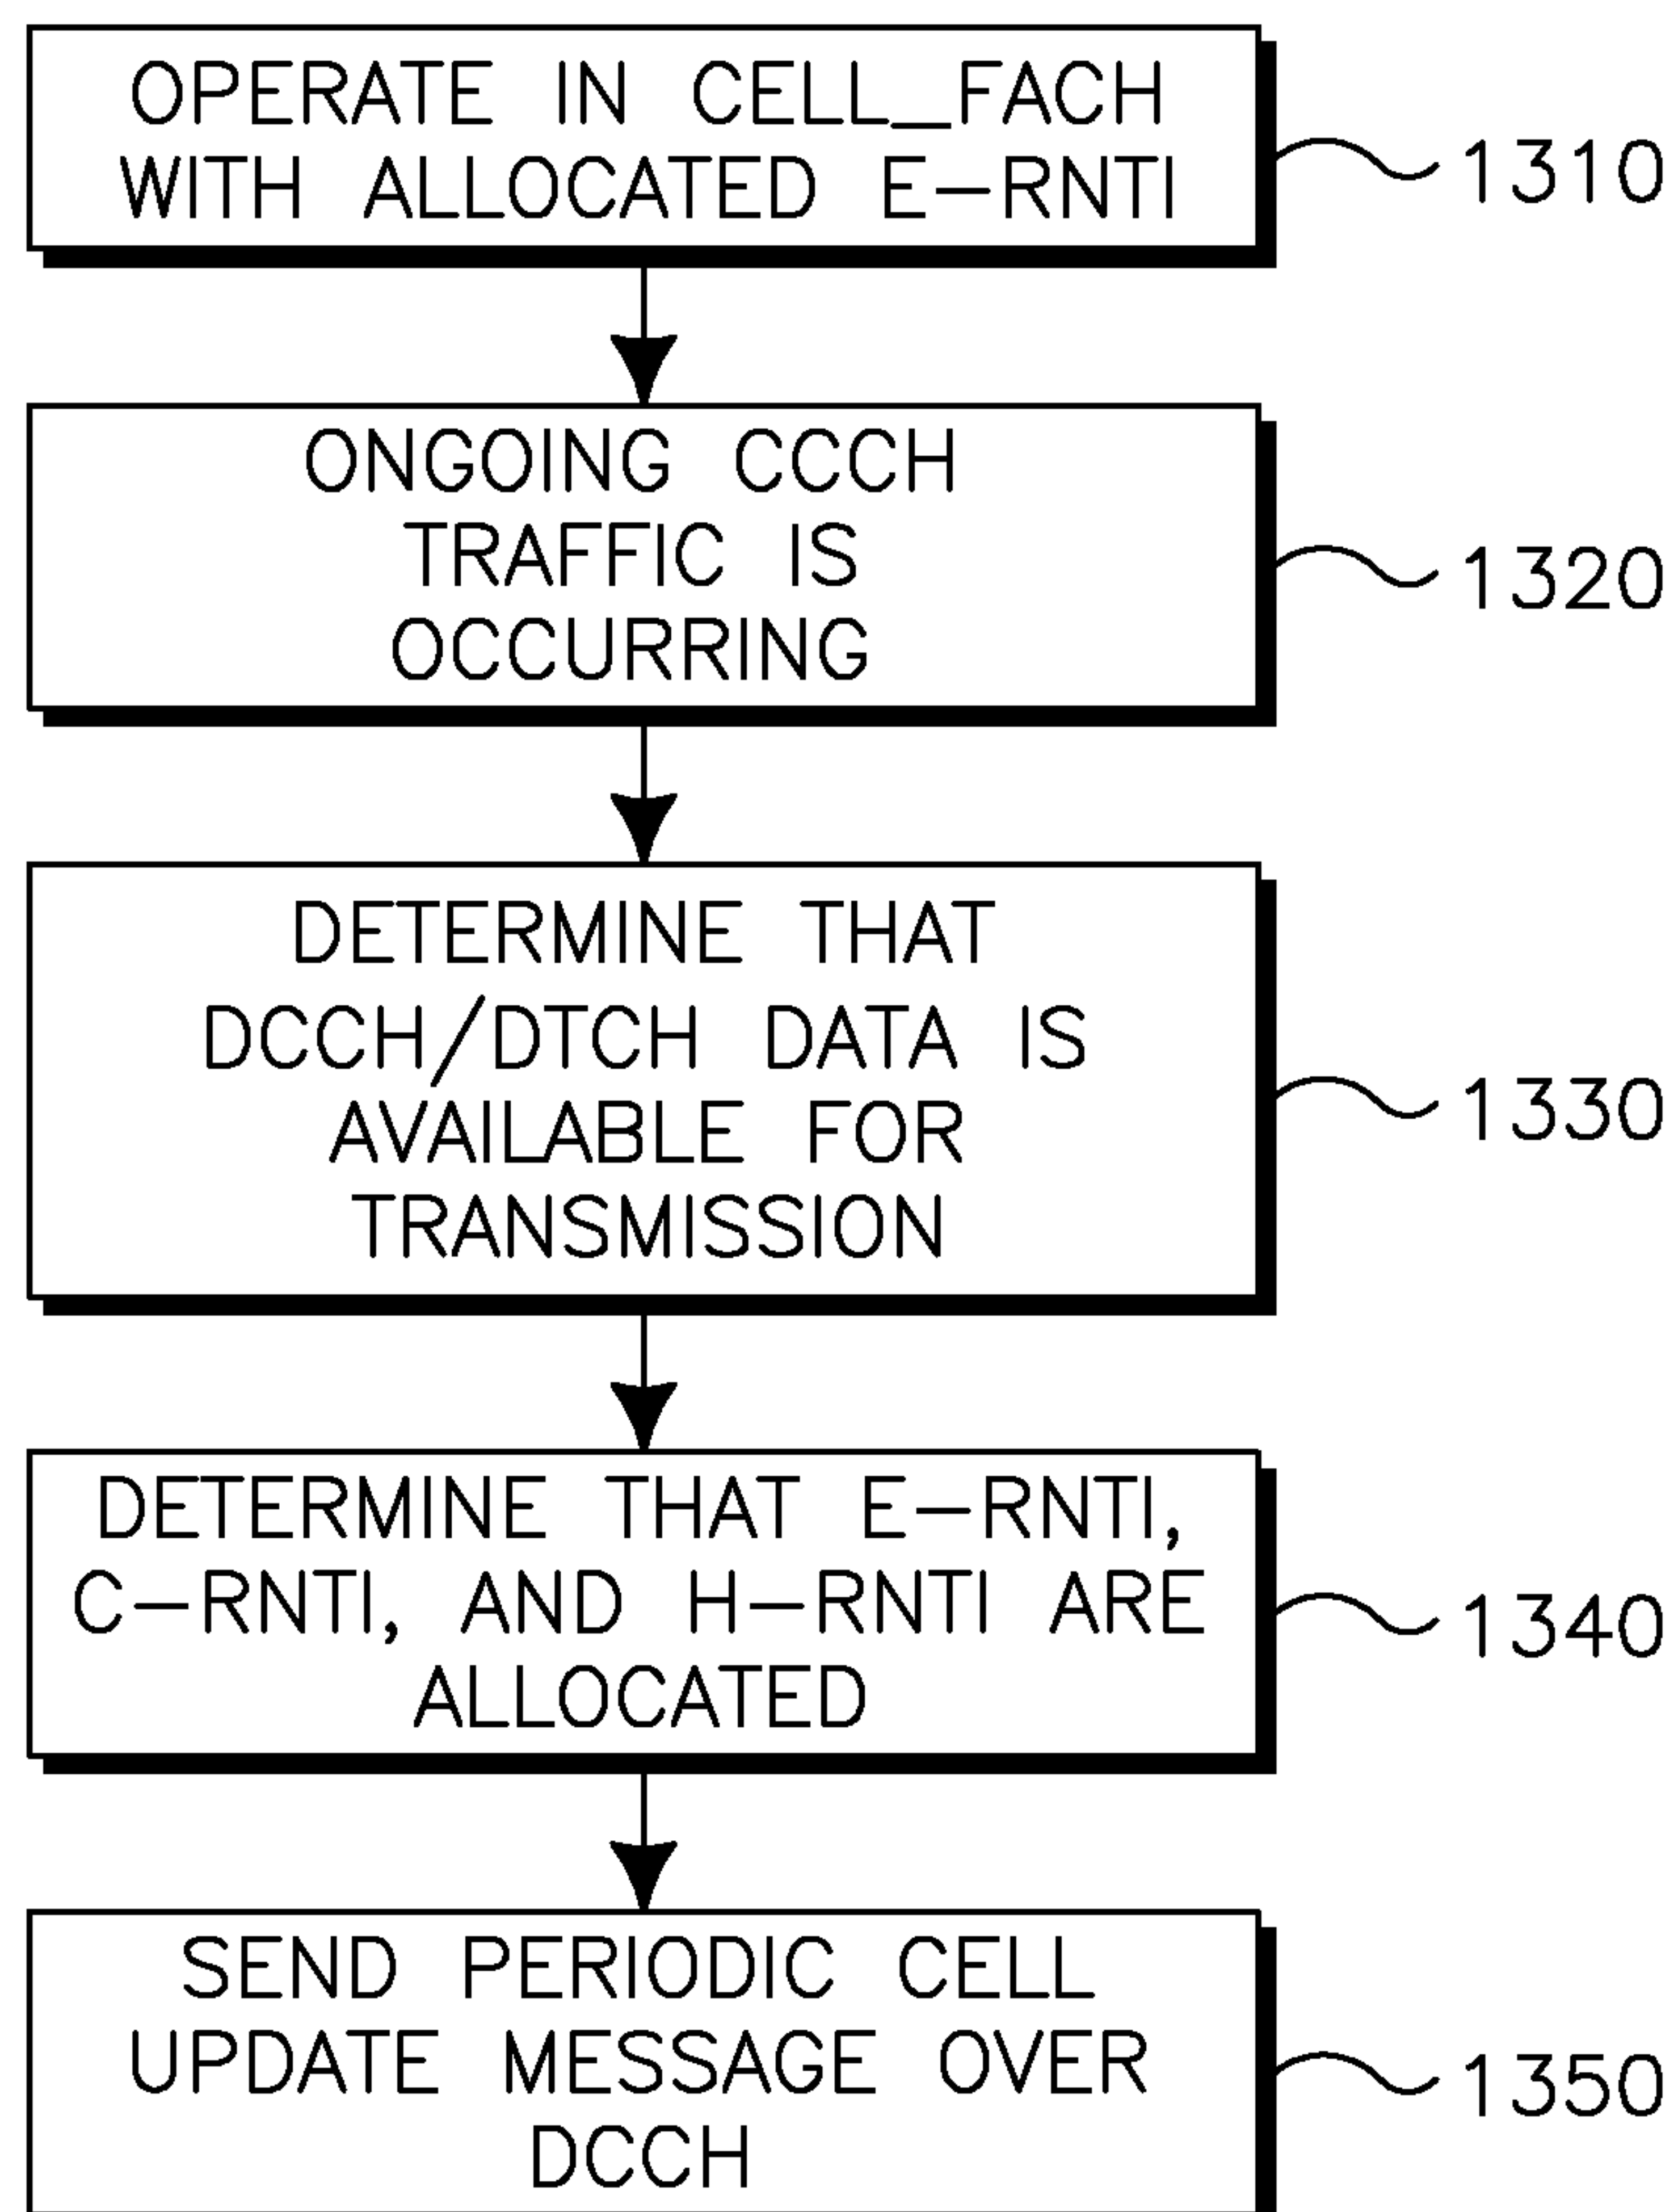 OPERATE IN CELL_FACH
WITH ALLOCATED E-RNTI
1310
ONGOING CCCH
TRAFFIC IS
OCCURRING
1320
DETERMINE THAT
DCCH/DTCH DATA IS
AVAILABLE FOR
TRANSMISSION
1330
DETERMINE THAT E-RNTI,
C-RNTI, AND H-RNTI ARE
ALLOCATED
1340
SEND PERIODIC CELL
UPDATE MESSAGE OVER
DCCH
1350